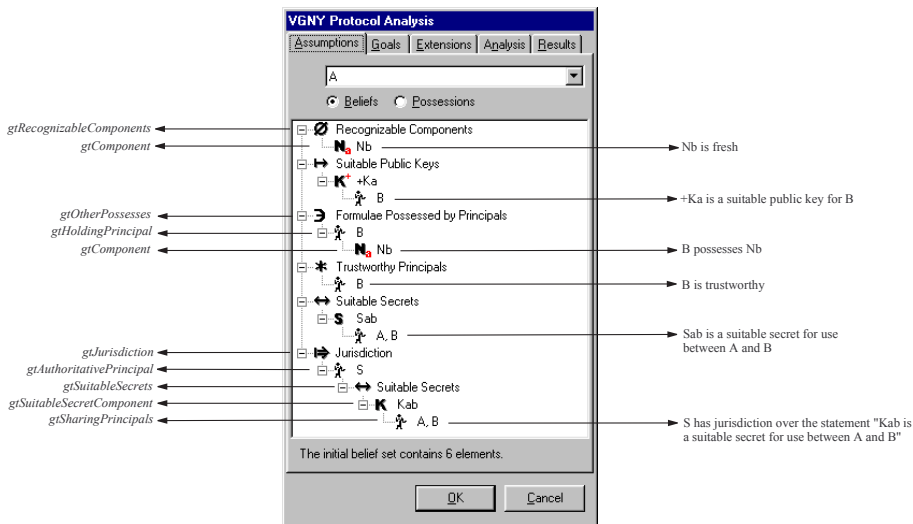 VGNY Protocol Analysis
Assumptions Goals Extensions Analysis Results
A
Beliefs Possessions
gtRecognizableComponents Recognizable Components
gtComponent Na Nb Nb is fresh
Suitable Public Keys
K+ +Ka
B +Ka is a suitable public key for B
gtOtherPossesses Formulae Possessed by Principals
gtHoldingPrincipal B
gtComponent Na Nb B possesses Nb
Trustworthy Principals
B B is trustworthy
Suitable Secrets
S Sab
A, B Sab is a suitable secret for use
between A and B
gtJurisdiction Jurisdiction
gtAuthoritativePrincipal S
gtSuitableSecrets Suitable Secrets
gtSuitableSecretComponent K Kab
gtSharingPrincipals A, B S has jurisdiction over the statement "Kab is
a suitable secret for use between A and B"
The initial belief set contains 6 elements.
OK Cancel